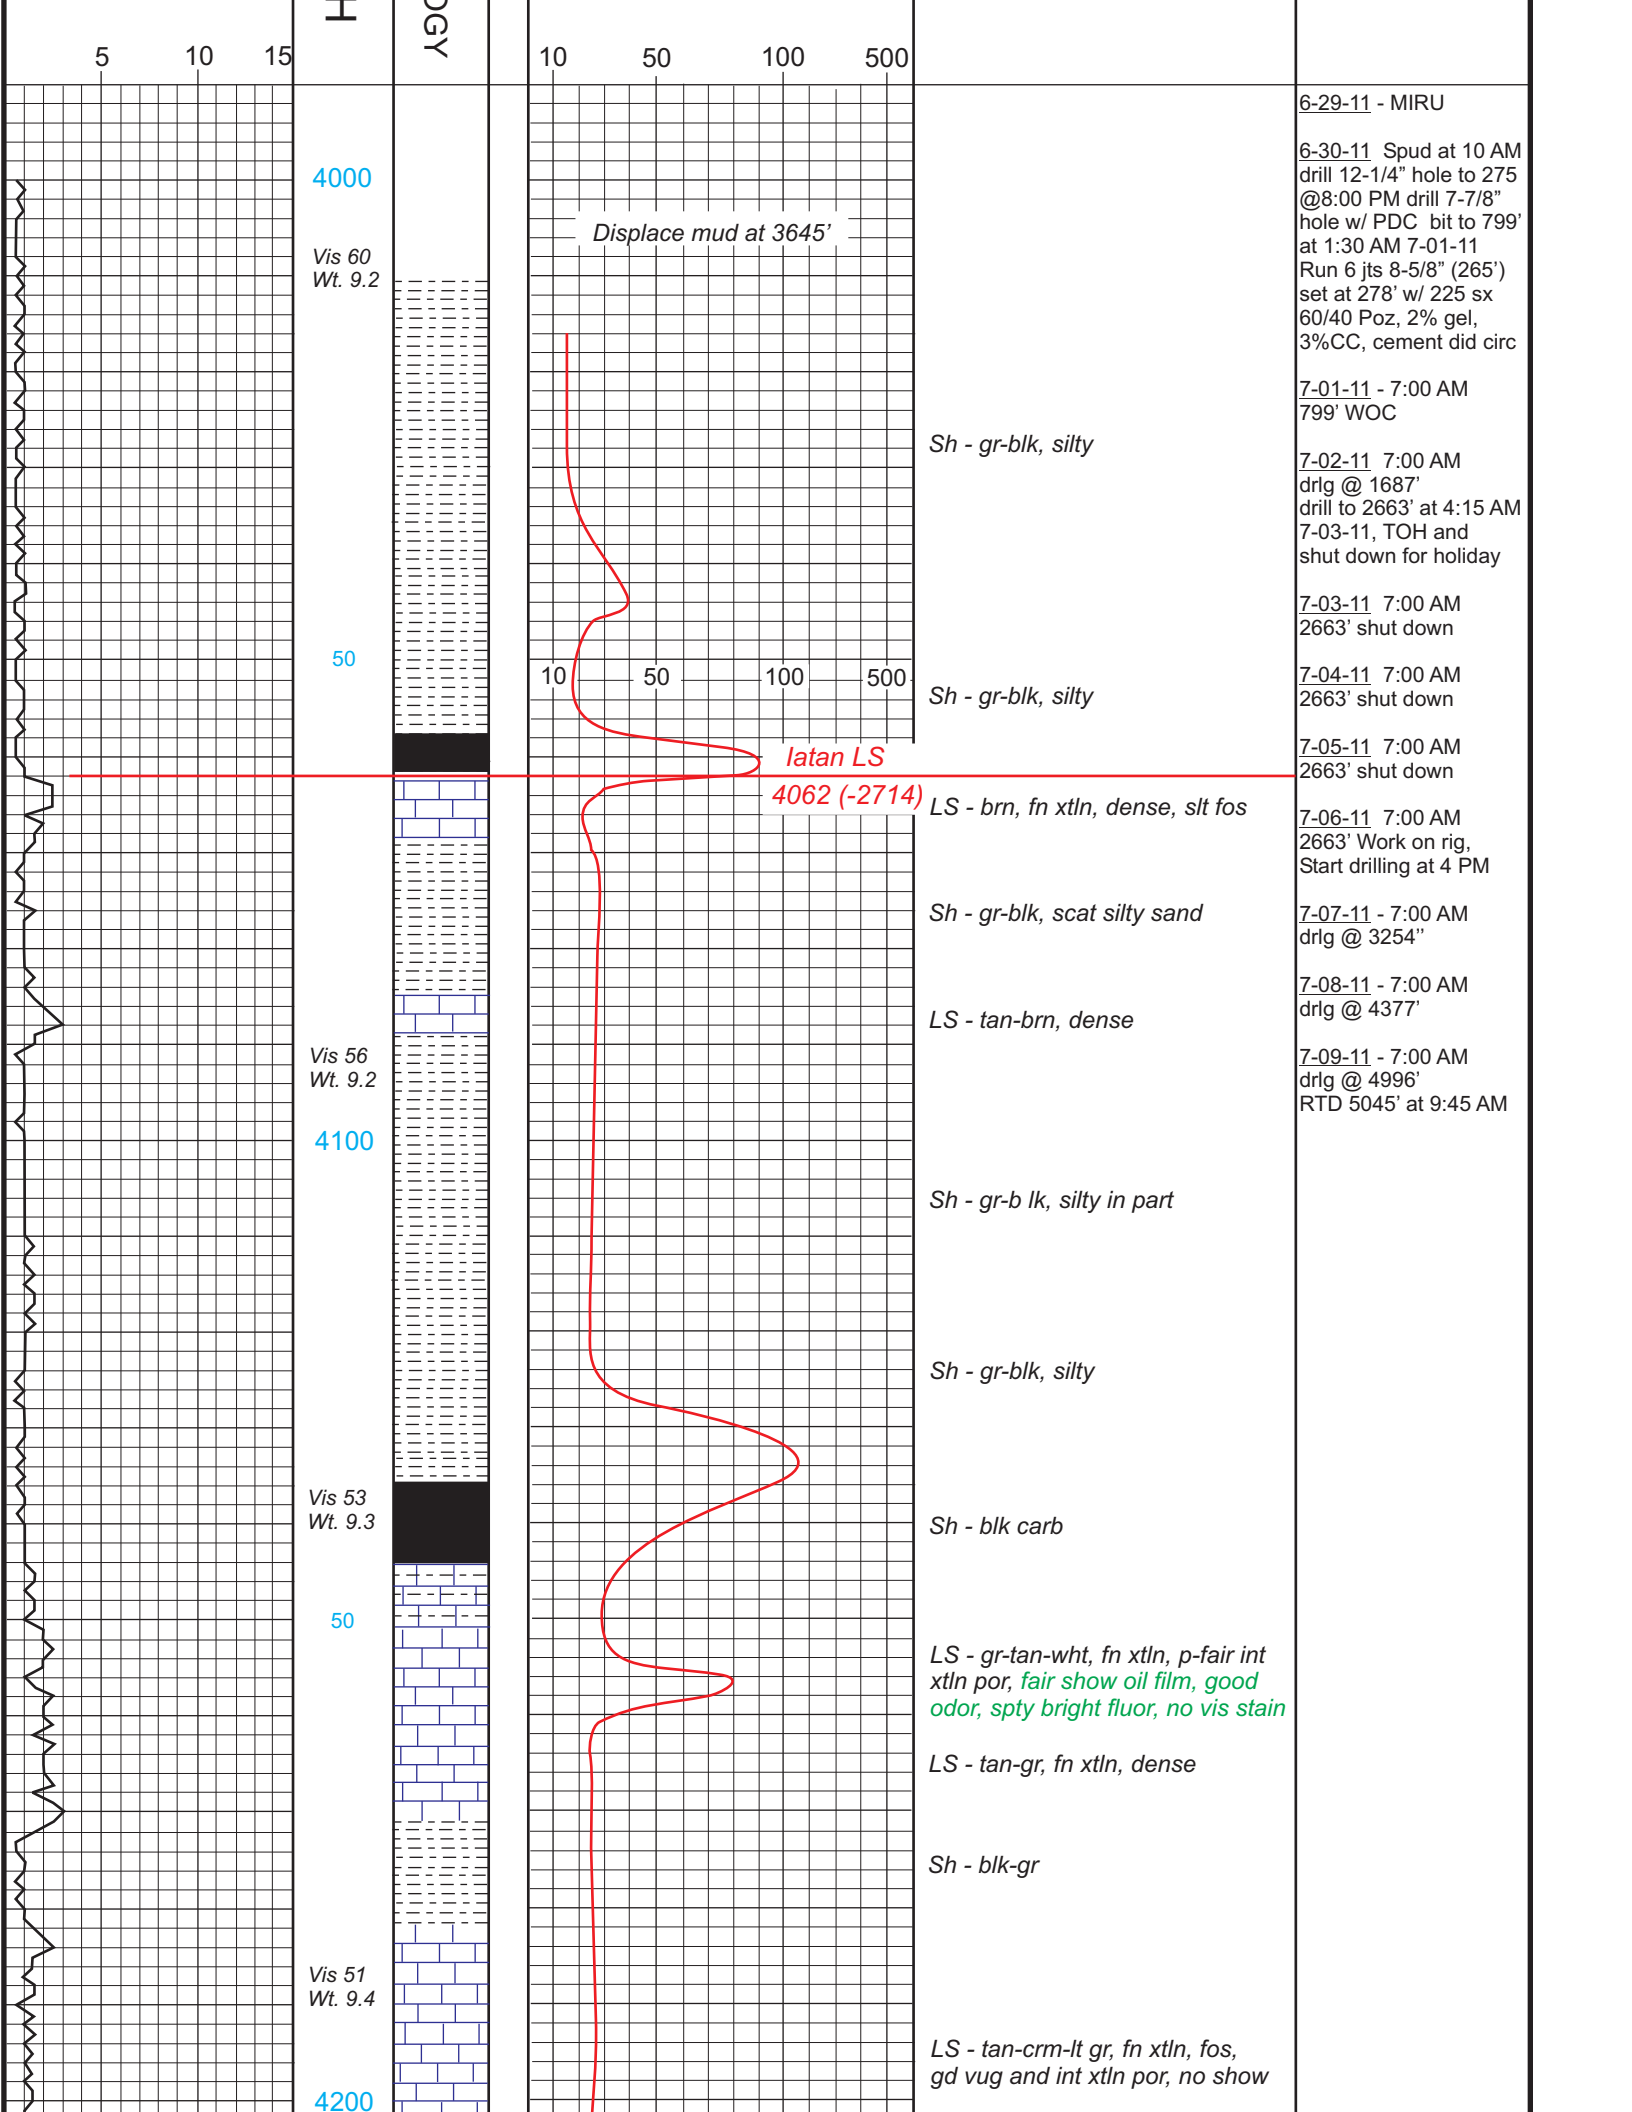 H
OGY
5 10 15
10 50 100 500
4000
Vis 60
Wt. 9.2
50
Vis 56
Wt. 9.2
4100
Vis 53
Wt. 9.3
50
Vis 51
Wt. 9.4
4200
Displace mud at 3645’
10 50 100 500
Iatan LS
4062 (-2714)
Sh - gr-blk, silty
Sh - gr-blk, silty
LS - brn, fn xtln, dense, slt fos
Sh - gr-blk, scat silty sand
LS - tan-brn, dense
Sh - gr-b lk, silty in part
Sh - gr-blk, silty
Sh - blk carb
LS - gr-tan-wht, fn xtln, p-fair int
xtln por, fair show oil film, good
odor, spty bright fluor, no vis stain
LS - tan-gr, fn xtln, dense
Sh - blk-gr
LS - tan-crm-lt gr, fn xtln, fos,
gd vug and int xtln por, no show
6-29-11 - MIRU
6-30-11 Spud at 10 AM
drill 12-1/4” hole to 275
@8:00 PM drill 7-7/8”
hole w/ PDC bit to 799’
at 1:30 AM 7-01-11
Run 6 jts 8-5/8” (265’)
set at 278’ w/ 225 sx
60/40 Poz, 2% gel,
3%CC, cement did circ
7-01-11 - 7:00 AM
799’ WOC
7-02-11 7:00 AM
drlg @ 1687’
drill to 2663’ at 4:15 AM
7-03-11, TOH and
shut down for holiday
7-03-11 7:00 AM
2663’ shut down
7-04-11 7:00 AM
2663’ shut down
7-05-11 7:00 AM
2663’ shut down
7-06-11 7:00 AM
2663’ Work on rig,
Start drilling at 4 PM
7-07-11 - 7:00 AM
drlg @ 3254’’
7-08-11 - 7:00 AM
drlg @ 4377’
7-09-11 - 7:00 AM
drlg @ 4996’
RTD 5045’ at 9:45 AM